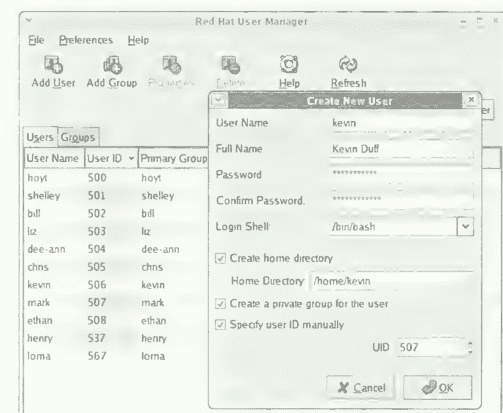 Red Hat User Manager
File Preferences Help
Add User Add Group Properties Delete Help Refresh
Create New User
er
User Name kevin
Full Name Kevin Duff
Password ***********
Confirm Password: ***********
Login Shell: /bin/bash
Create home directory
Home Directory: /home/kevin
Create a private group for the user
Specify user ID manually
UID 507
Cancel OK
Users Groups
User Name User ID Primary Group
hoyt 500 hoyt
shelley 501 shelley
bill 502 bill
liz 503 liz
dee-ann 504 dee-ann
chris 505 chris
kevin 506 kevin
mark 507 mark
ethan 508 ethan
henry 537 henry
lorna 567 lorna